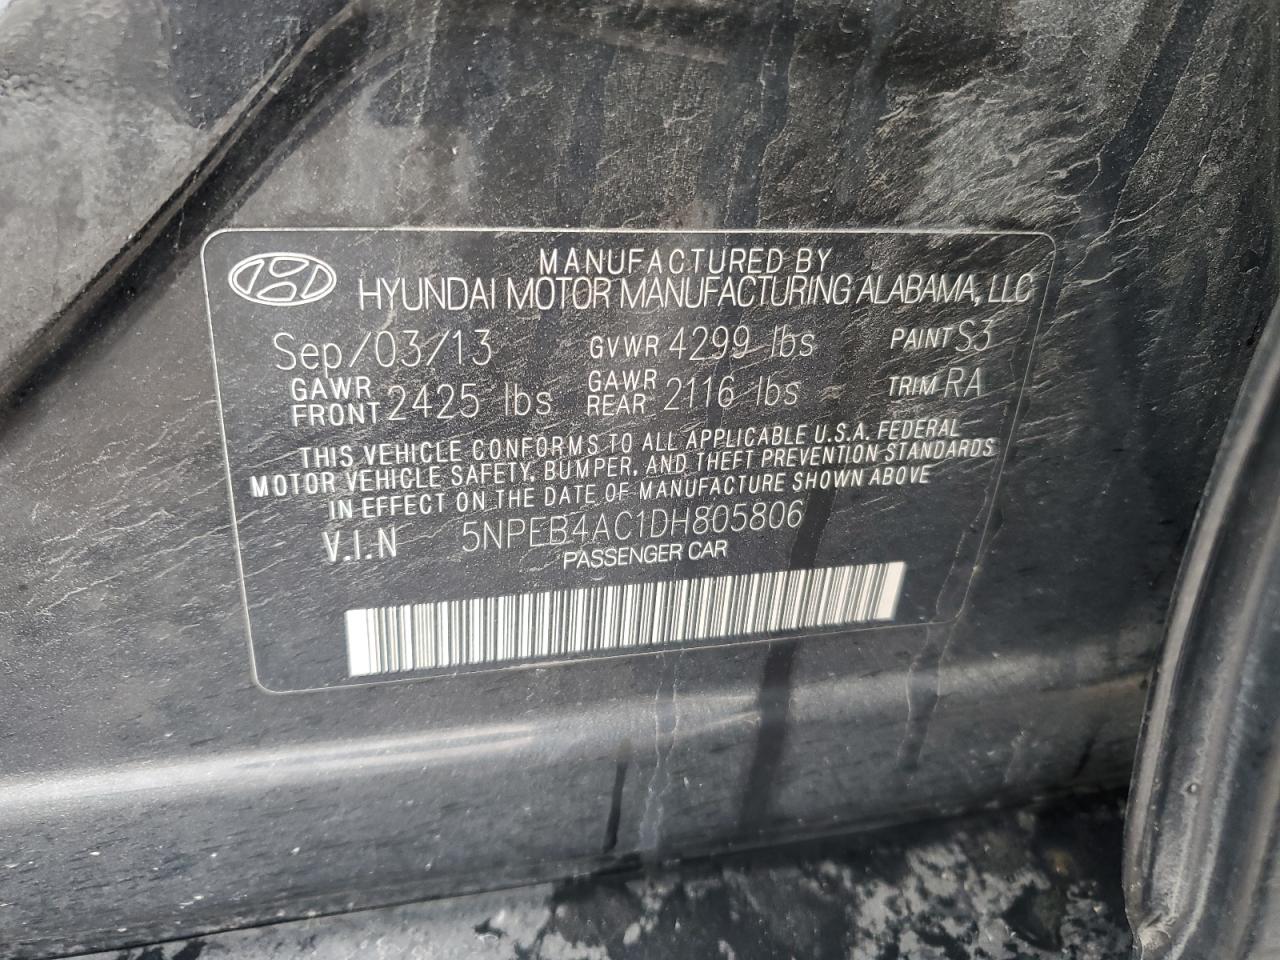 MANUFACTURED BY
HYUNDAI MOTOR MANUFACTURING ALABAMA, LLC
Sep/03/13 GVWR 4299 lbs PAINT S3
GAWR FRONT 2425 lbs GAWR REAR 2116 lbs TRIM RA
THIS VEHICLE CONFORMS TO ALL APPLICABLE U.S.A. FEDERAL
MOTOR VEHICLE SAFETY, BUMPER, AND THEFT PREVENTION STANDARDS
IN EFFECT ON THE DATE OF MANUFACTURE SHOWN ABOVE
V.I.N 5NPEB4AC1DH805806
PASSENGER CAR